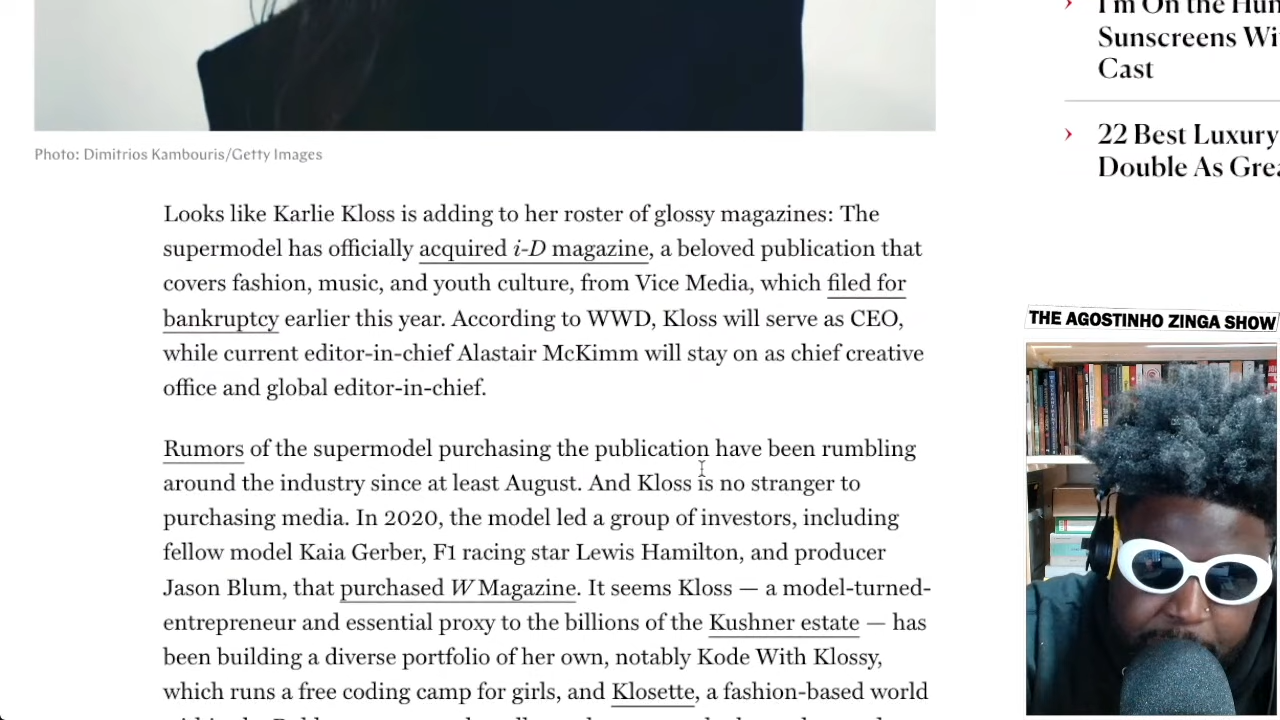 Photo: Dimitrios Kambouris/Getty Images
Looks like Karlie Kloss is adding to her roster of glossy magazines: The
supermodel has officially acquired i-D magazine, a beloved publication that
covers fashion, music, and youth culture, from Vice Media, which filed for
bankruptcy earlier this year. According to WWD, Kloss will serve as CEO,
while current editor-in-chief Alastair McKimm will stay on as chief creative
office and global editor-in-chief.
Rumors of the supermodel purchasing the publication have been rumbling
around the industry since at least August. And Kloss is no stranger to
purchasing media. In 2020, the model led a group of investors, including
fellow model Kaia Gerber, F1 racing star Lewis Hamilton, and producer
Jason Blum, that purchased W Magazine. It seems Kloss — a model-turned-
entrepreneur and essential proxy to the billions of the Kushner estate — has
been building a diverse portfolio of her own, notably Kode With Klossy,
which runs a free coding camp for girls, and Klosette, a fashion-based world
I'm On the
Sunscreens
Cast
22 Best Luxury
Double As
THE AGOSTINHO ZINGA SHOW